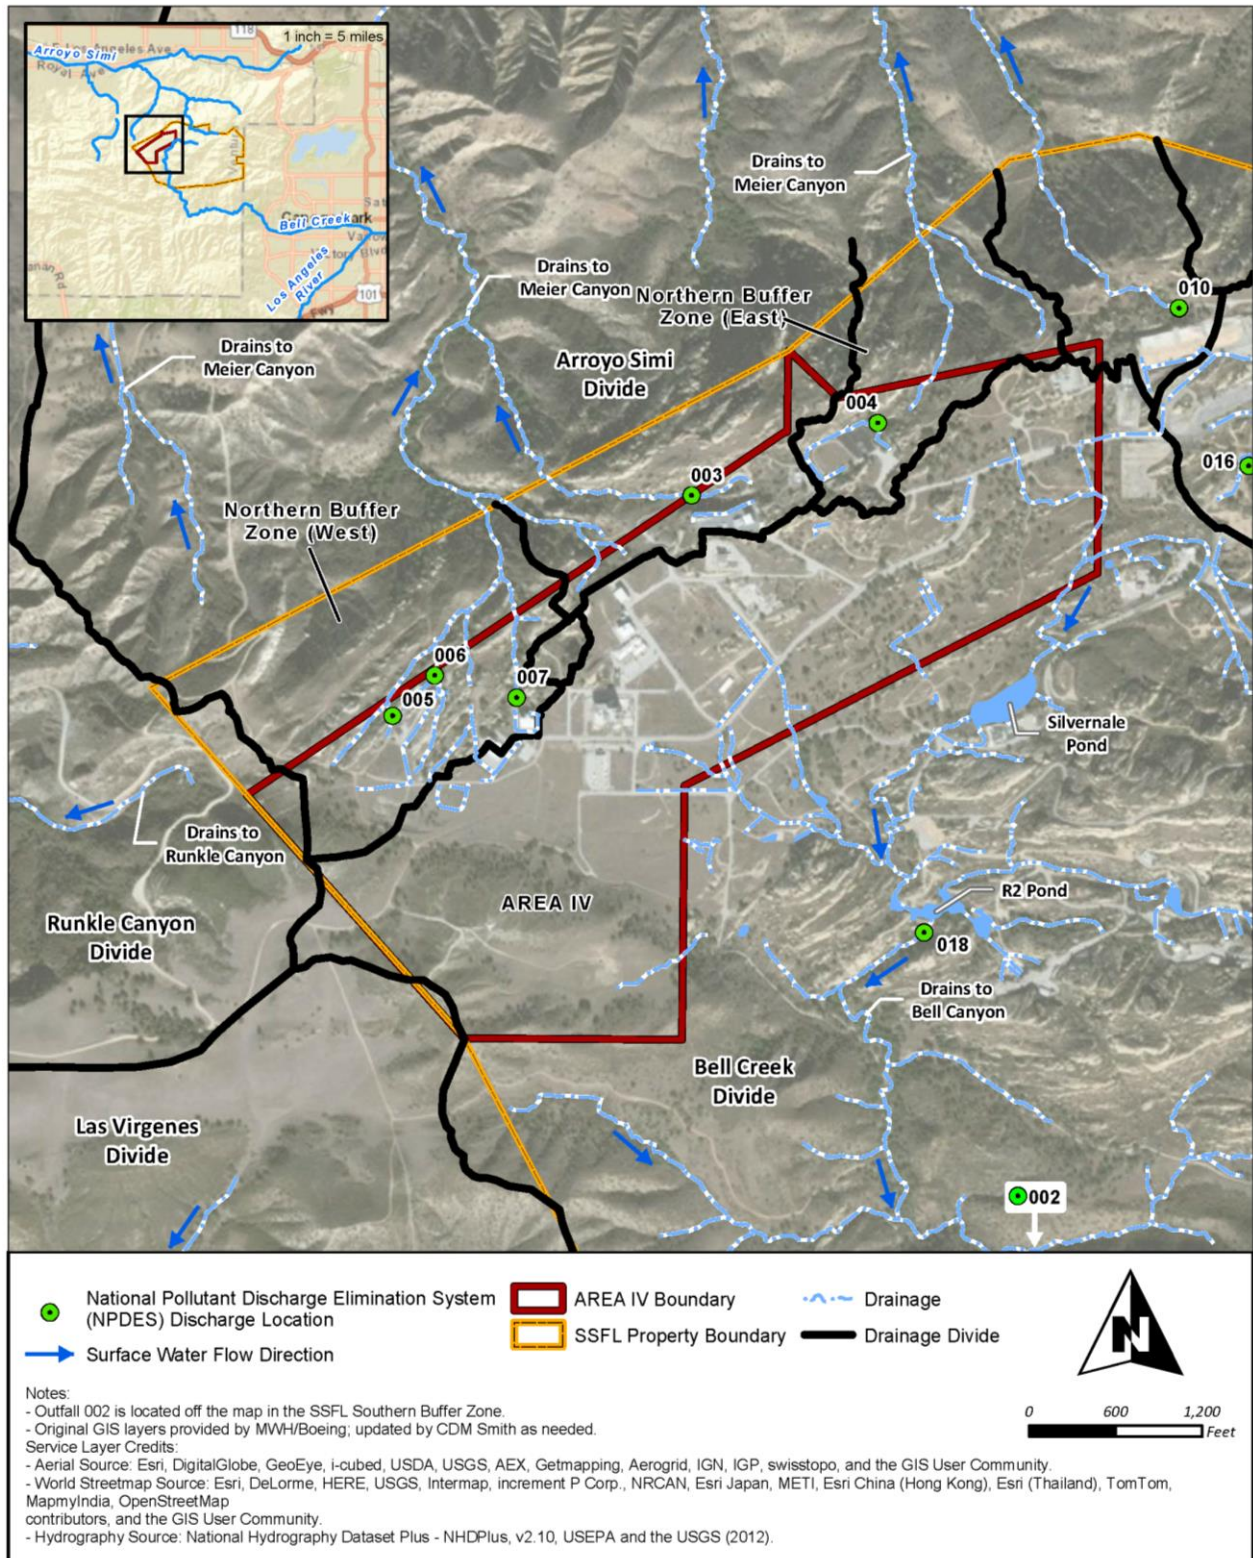 118
1 inch = 5 miles
Los Angeles Ave
Arroyo Simi
Royal Ave
Bell Creek
Los Angeles
River
101
Drains to
Meier Canyon
Drains to
Meier Canyon
Northern Buffer
Zone (East)
010
Drains to
Meier Canyon
Arroyo Simi
Divide
004
016
003
Northern Buffer
Zone (West)
006
007
005
Silvernale
Pond
Drains to
Runkle Canyon
R2 Pond
AREA IV
Runkle Canyon
Divide
018
Drains to
Bell Canyon
Bell Creek
Divide
Las Virgenes
Divide
002
National Pollutant Discharge Elimination System
(NPDES) Discharge Location
Surface Water Flow Direction
AREA IV Boundary
SSFL Property Boundary
Drainage
Drainage Divide
N
0 600 1,200
Feet
Notes:
- Outfall 002 is located off the map in the SSFL Southern Buffer Zone.
- Original GIS layers provided by MWH/Boeing; updated by CDM Smith as needed.
Service Layer Credits:
- Aerial Source: Esri, DigitalGlobe, GeoEye, i-cubed, USDA, USGS, AEX, Getmapping, Aerogrid, IGN, IGP, swisstopo, and the GIS User Community.
- World Streetmap Source: Esri, DeLorme, HERE, USGS, Intermap, increment P Corp., NRCAN, Esri Japan, METI, Esri China (Hong Kong), Esri (Thailand), TomTom,
MapmyIndia, OpenStreetMap
contributors, and the GIS User Community.
- Hydrography Source: National Hydrography Dataset Plus - NHDPlus, v2.10, USEPA and the USGS (2012).